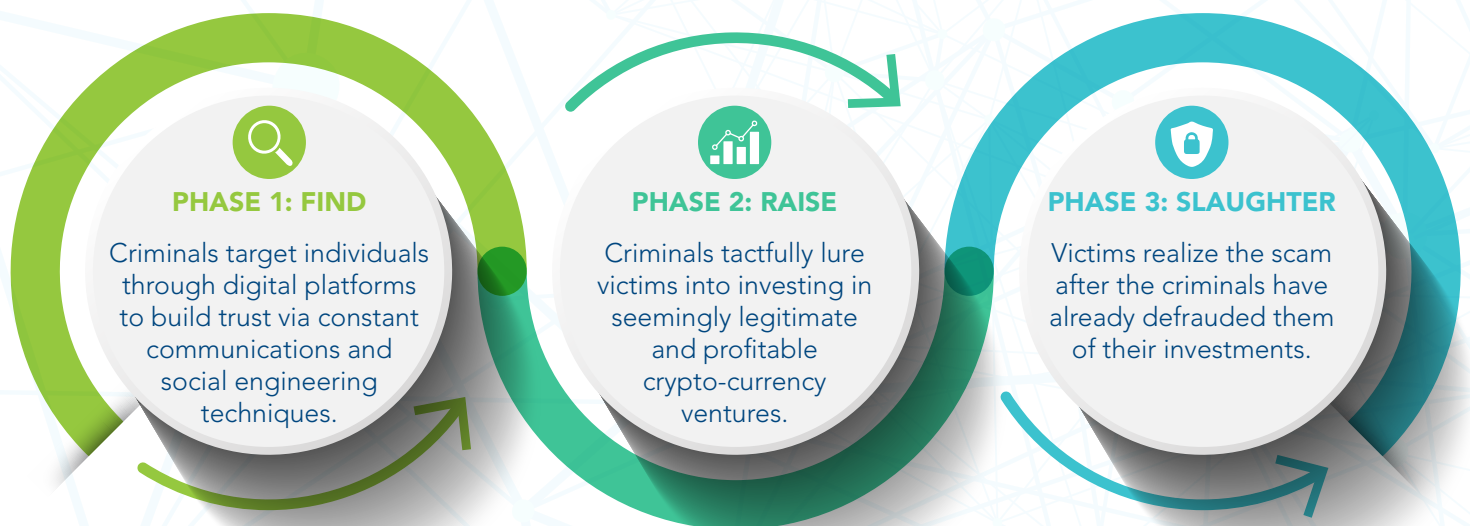 PHASE 1: FIND
Criminals target individuals
through digital platforms
to build trust via constant
communications and
social engineering
techniques.
PHASE 2: RAISE
Criminals tactfully lure
victims into investing in
seemingly legitimate
and profitable
crypto-currency
ventures.
PHASE 3: SLAUGHTER
Victims realize the scam
after the criminals have
already defrauded them
of their investments.